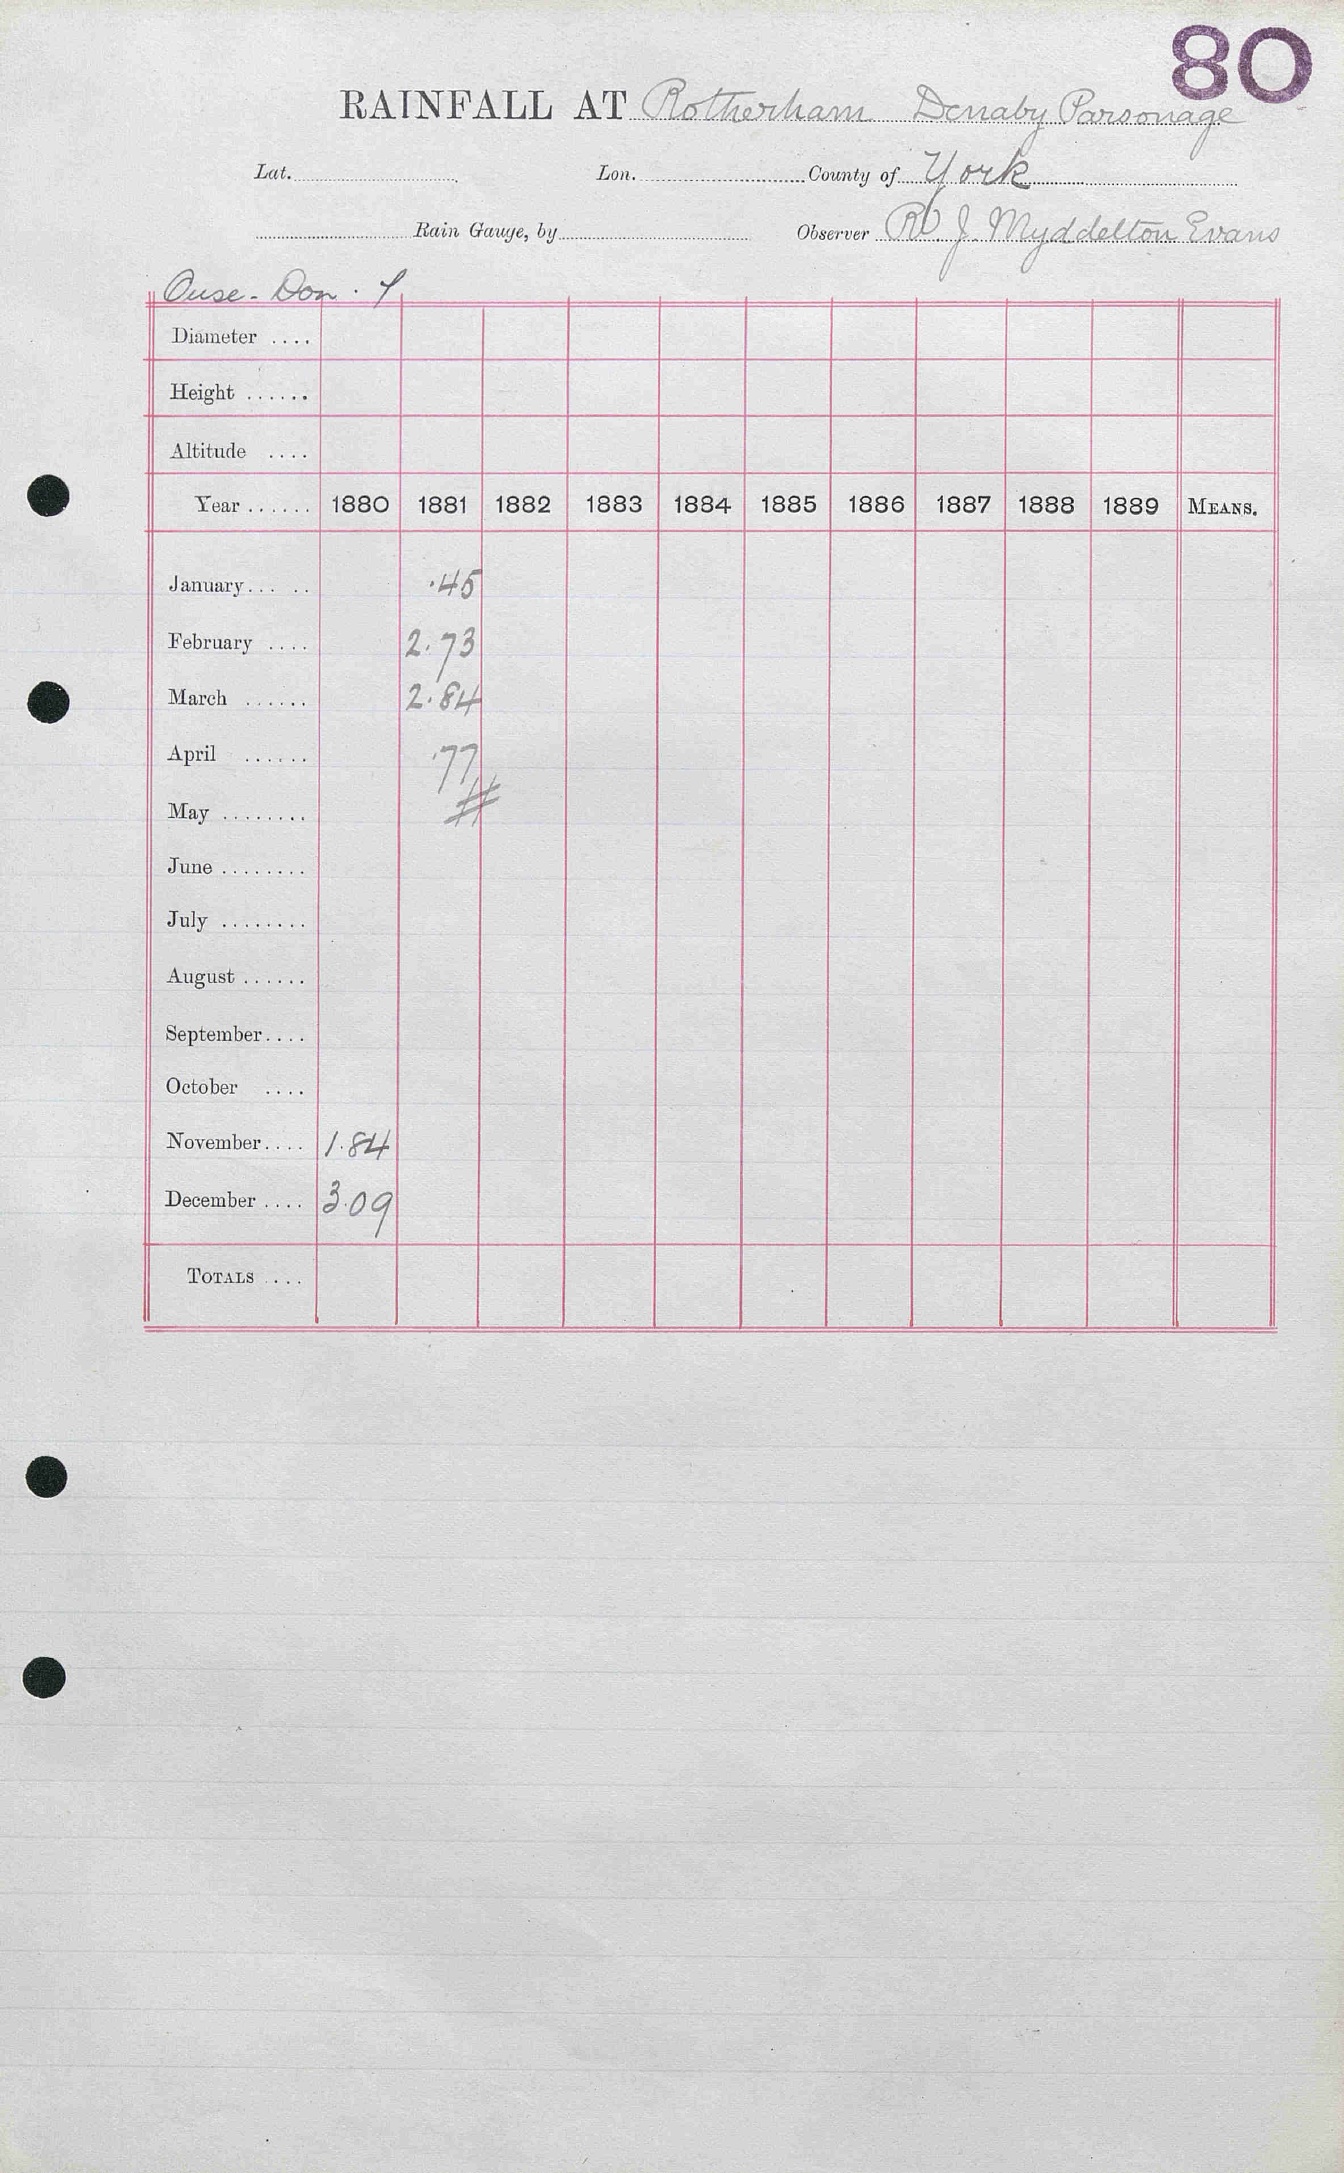 80
RAINFALL AT Rotherham Denaby Parsonage
Lat. Lon. County of York
Rain Gauge, by Observer J. Myddelton Evans
Ouse-Don.
Diameter ....
Height ......
Altitude ....
Year ...... 1880 1881 1882 1883 1884 1885 1886 1887 1888 1889 MEANS.
January... .. .45
February .... 2.73
March ...... 2.84
April ...... .77
May ........
June ........
July ........
August ......
September....
October ....
November.... 1.84
December .... 3.09
TOTALS ....